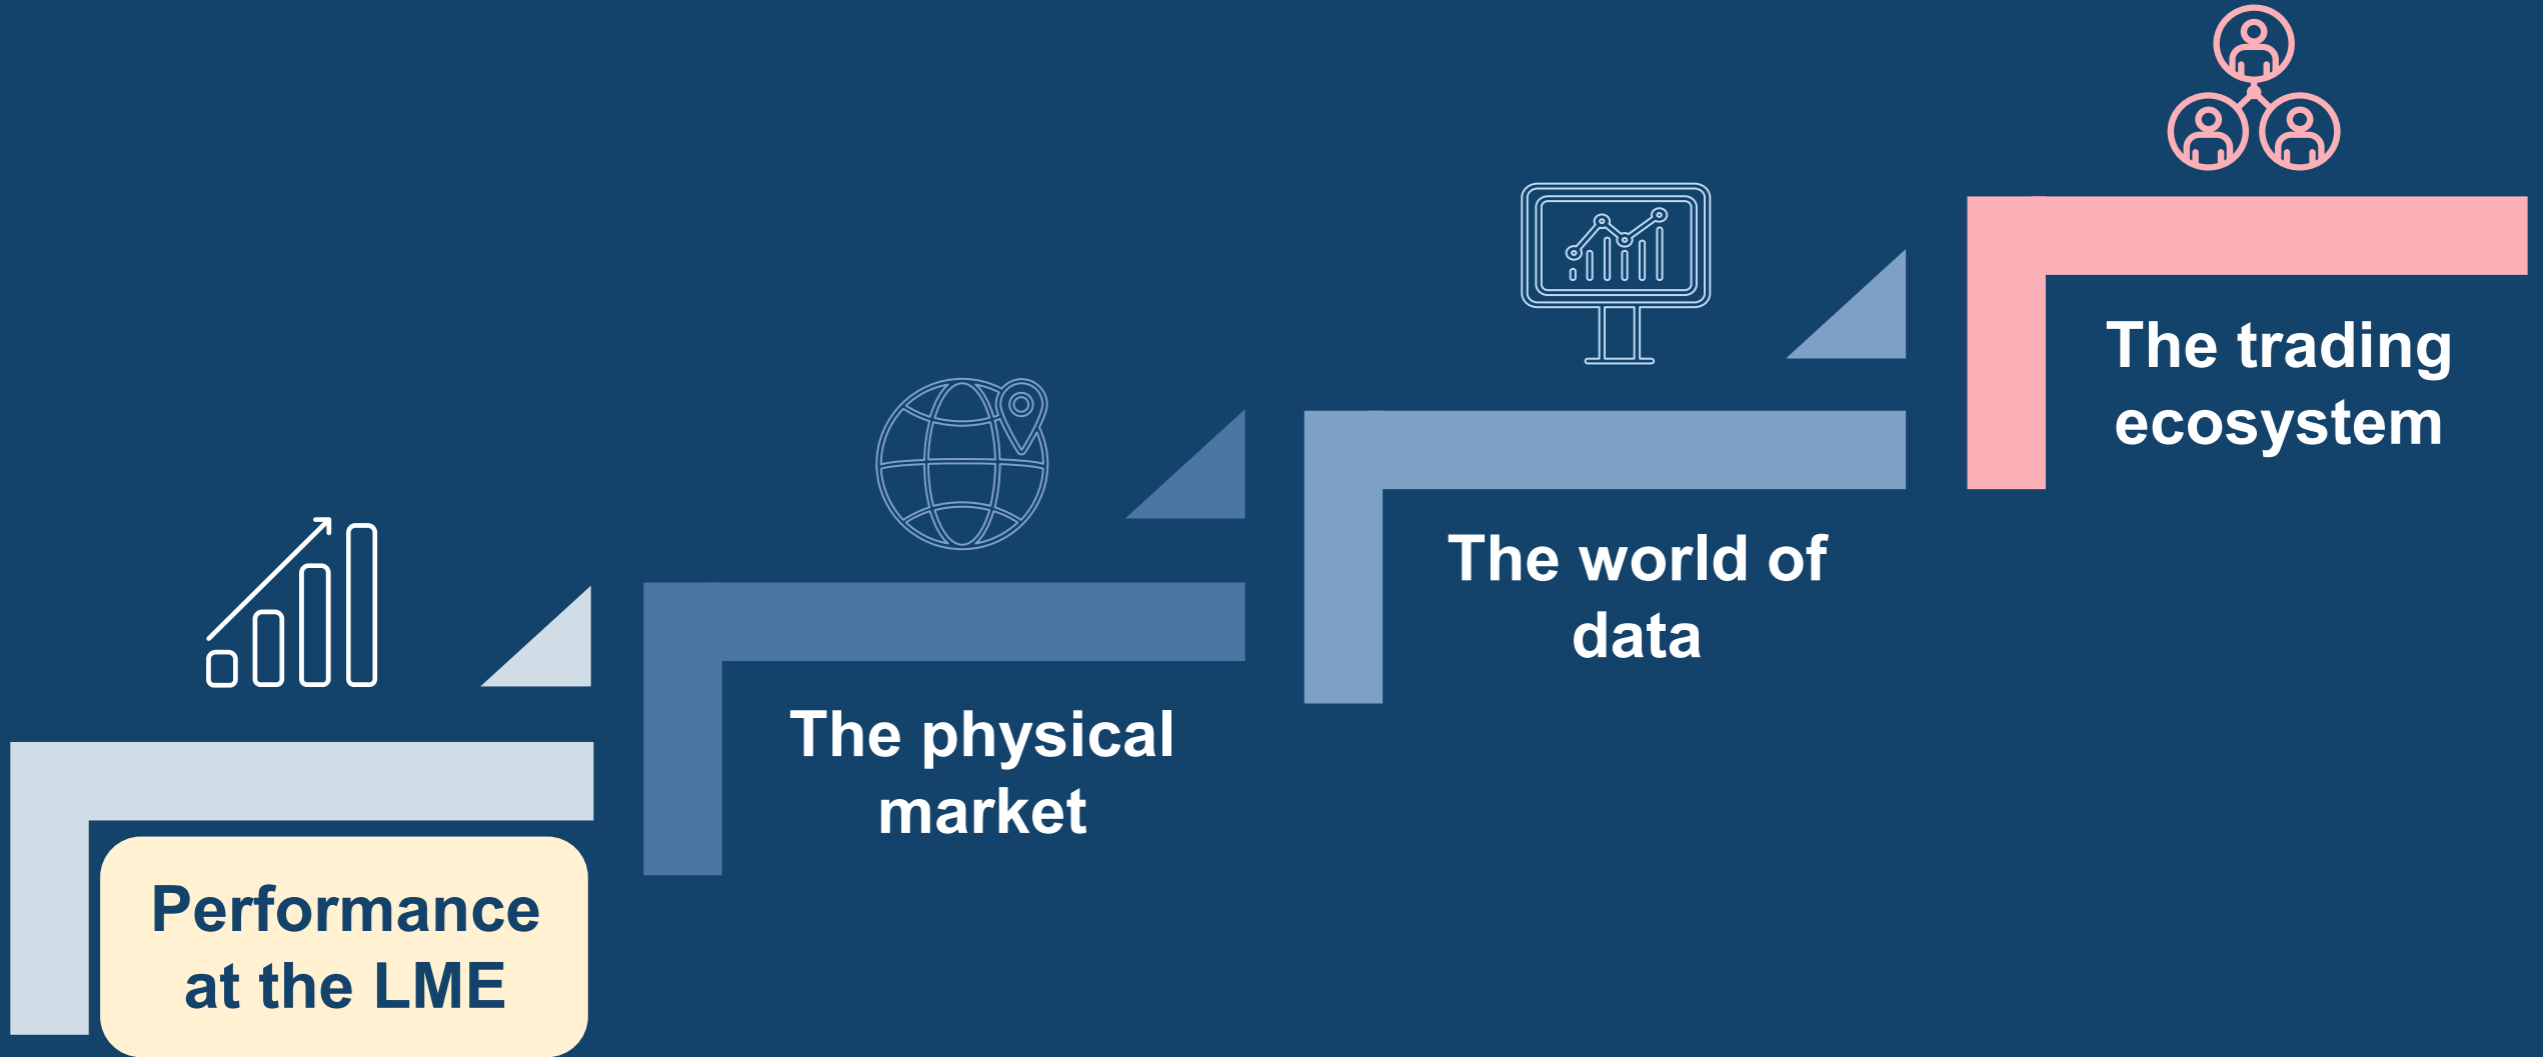 Performance
at the LME
The physical
market
The world of
data
The trading
ecosystem